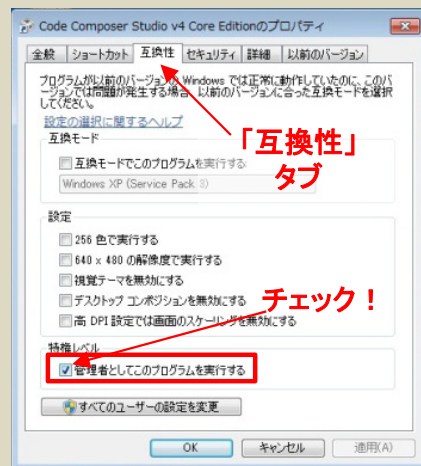 Code Composer Studio v4 Core Editionのプロパティ
全般 ショートカット 互換性 セキュリティ 詳細 以前のバージョン
プログラムが以前のバージョンの Windows では正常に動作していたのに、このバ
ージョンでは問題が発生する場合、以前のバージョンに合った互換モードを選択
してください。
設定の選択に関するヘルプ
「互換性」
タブ
互換モード
互換モードでこのプログラムを実行する:
Windows XP (Service Pack 3)
設定
256 色で実行する
640 x 480 の解像度で実行する
視覚テーマを無効にする
デスクトップ コンポジションを無効にする
チェック！
高 DPI 設定では画面のスケーリングを無効にする
特権レベル
管理者としてこのプログラムを実行する
すべてのユーザーの設定を変更
OK キャンセル 適用(A)